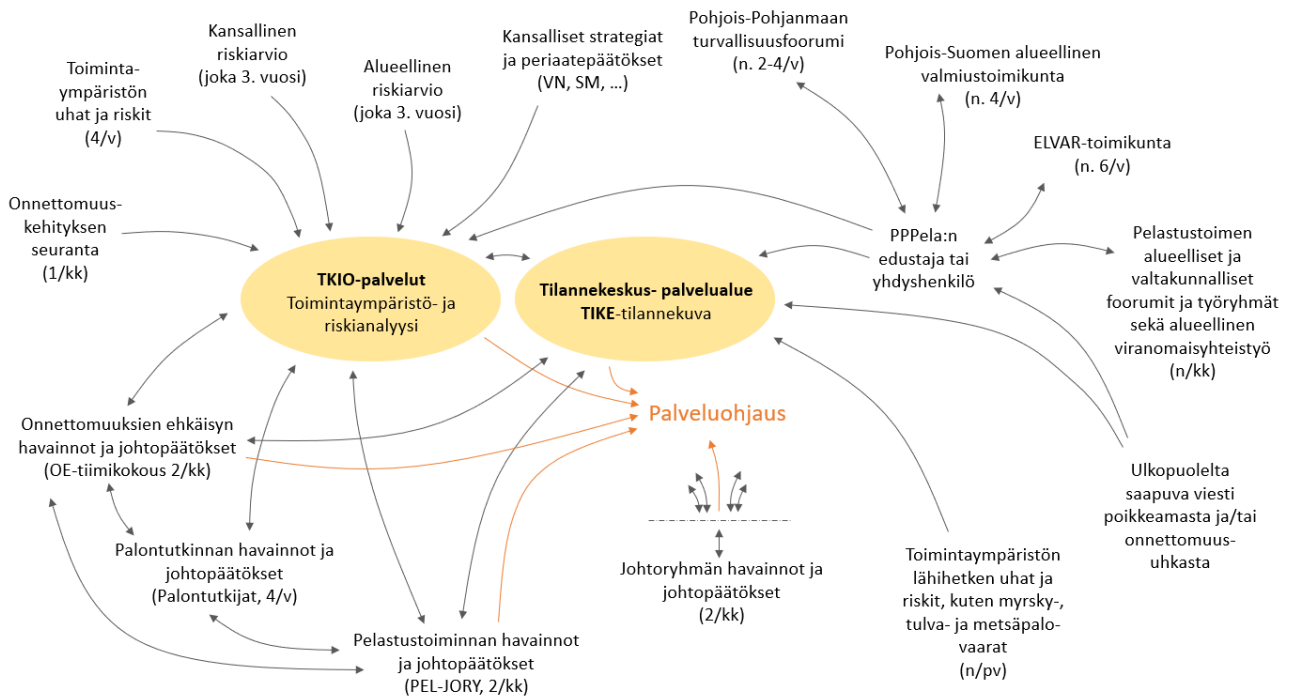 Toiminta-
ympäristön
uhat ja riskit
(4/v)
Kansallinen
riskiarvio
(joka 3. vuosi)
Alueellinen
riskiarvio
(joka 3. vuosi)
Kansalliset strategiat
ja periaatepäätökset
(VN, SM, …)
Pohjois-Pohjanmaan
turvallisuusfoorumi
(n. 2-4/v)
Pohjois-Suomen alueellinen
valmiustoimikunta
(n. 4/v)
ELVAR-toimikunta
(n. 6/v)
Onnettomuus-
kehityksen
seuranta
(1/kk)
TKIO-palvelut
Toimintaympäristö- ja
riskianalyysi
Tilannekeskus- palvelualue
TIKE-tilannekuva
PPPela:n
edustaja tai
yhdyshenkilö
Pelastustoimen
alueelliset ja
valtakunnalliset
foorumit ja työryhmät
sekä alueellinen
viranomaisyhteistyö
(n/kk)
Palveluohjaus
Onnettomuuksien ehkäisyn
havainnot ja johtopäätökset
(OE-tiimikokous 2/kk)
Palontutkinnan havainnot ja
johtopäätökset
(Palontutkijat, 4/v)
Pelastustoiminnan havainnot
ja johtopäätökset
(PEL-JORY, 2/kk)
Johtoryhmän havainnot ja
johtopäätökset
(2/kk)
Toimintaympäristön
lähihetken uhat ja
riskit, kuten myrsky-,
tulva- ja metsäpalo-
vaarat
(n/pv)
Ulkopuolelta
saapuva viesti
poikkeamasta ja/tai
onnettomuus-
uhkasta